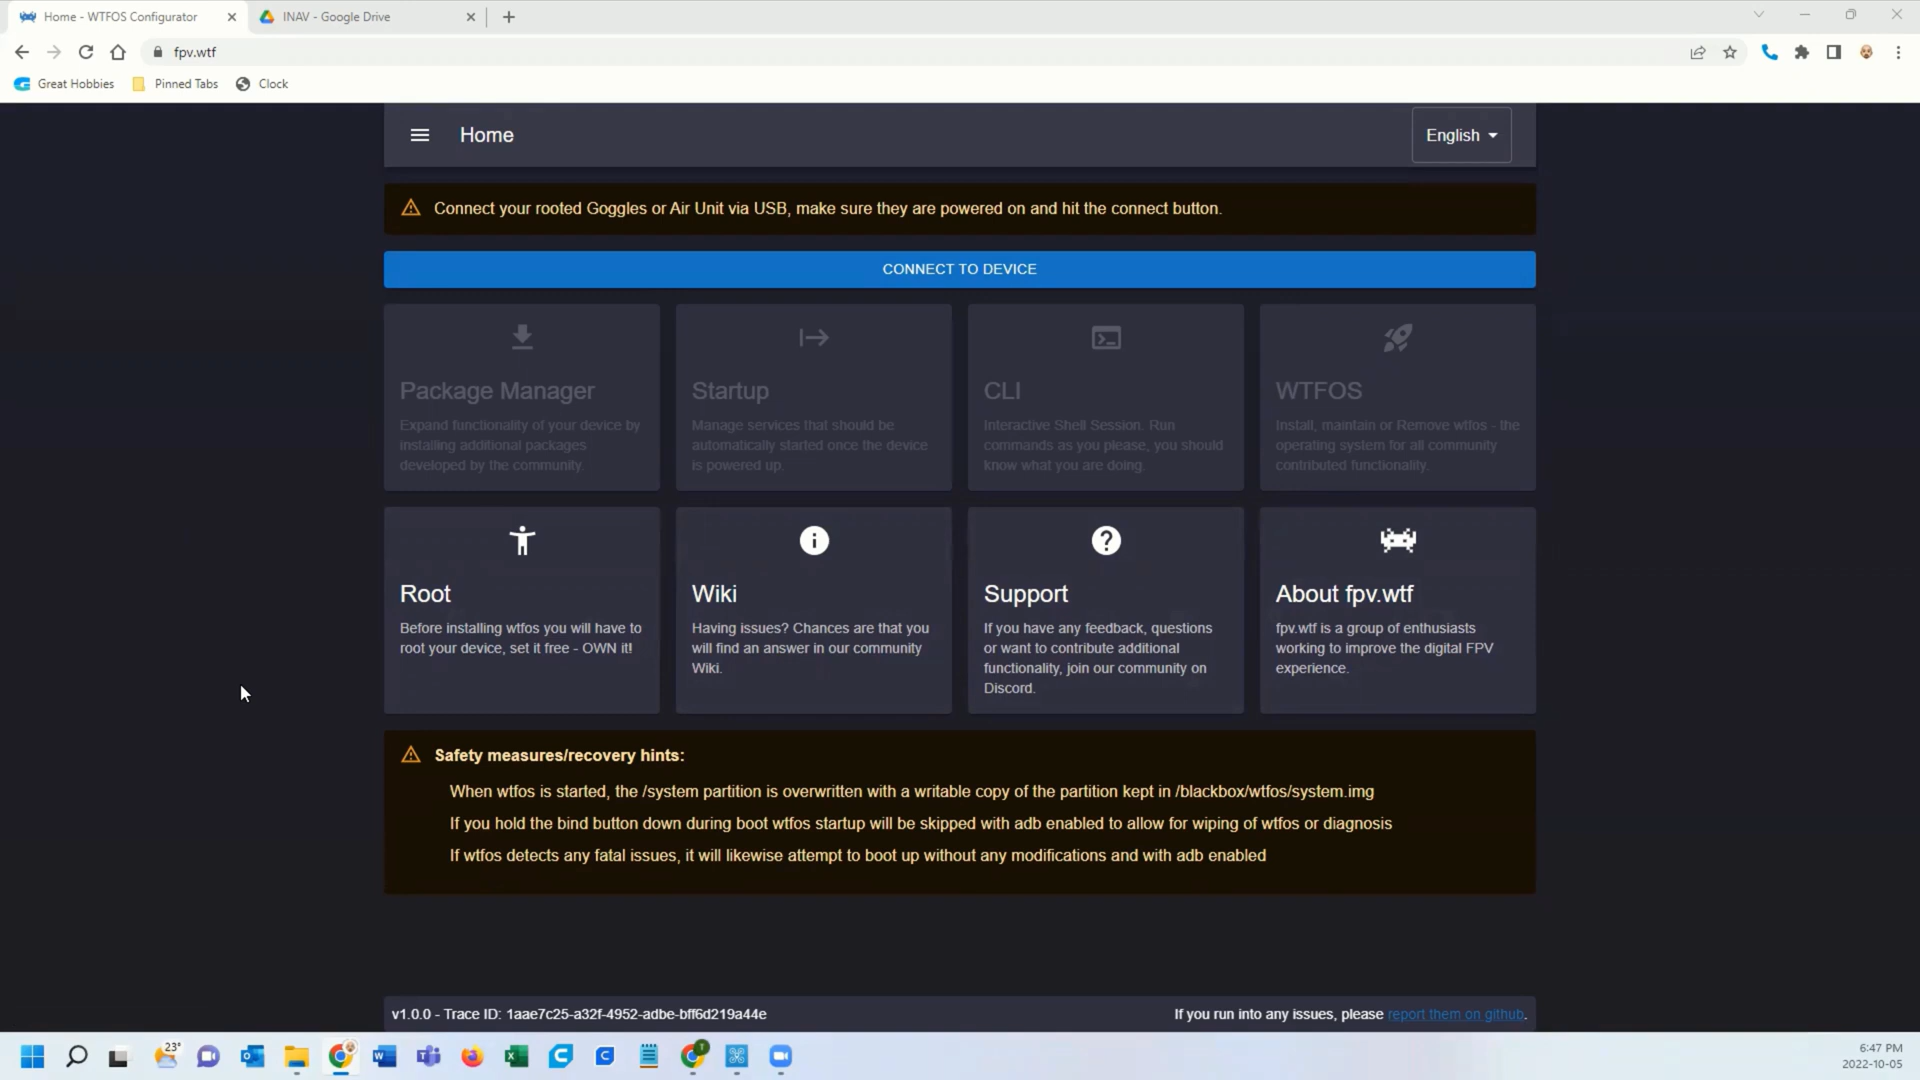 Home - WTFOS Configurator
INAV - Google Drive
fpv.wtf
Great Hobbies
Pinned Tabs
Clock
Home
English
Connect your rooted Goggles or Air Unit via USB, make sure they are powered on and hit the connect button.
CONNECT TO DEVICE
Package Manager
Expand functionality of your device by
installing additional packages
developed by the community.
Startup
Manage services that should be
automatically started once the device
is powered up.
CLI
Interactive Shell Session. Run
commands as you please, you should
know what you are doing.
WTFOS
Install, maintain or Remove wtfos - the
operating system for all community
contributed functionality.
Root
Before installing wtfos you will have to
root your device, set it free - OWN it!
Wiki
Having issues? Chances are that you
will find an answer in our community
Wiki.
Support
If you have any feedback, questions
or want to contribute additional
functionality, join our community on
Discord.
About fpv.wtf
fpv.wtf is a group of enthusiasts
working to improve the digital FPV
experience.
Safety measures/recovery hints:
When wtfos is started, the /system partition is overwritten with a writable copy of the partition kept in /blackbox/wtfos/system.img
If you hold the bind button down during boot wtfos startup will be skipped with adb enabled to allow for wiping of wtfos or diagnosis
If wtfos detects any fatal issues, it will likewise attempt to boot up without any modifications and with adb enabled
v1.0.0 - Trace ID: 1aae7c25-a32f-4952-adbe-bff6d219a44e
If you run into any issues, please report them on github.
23°
6:47 PM
2022-10-05